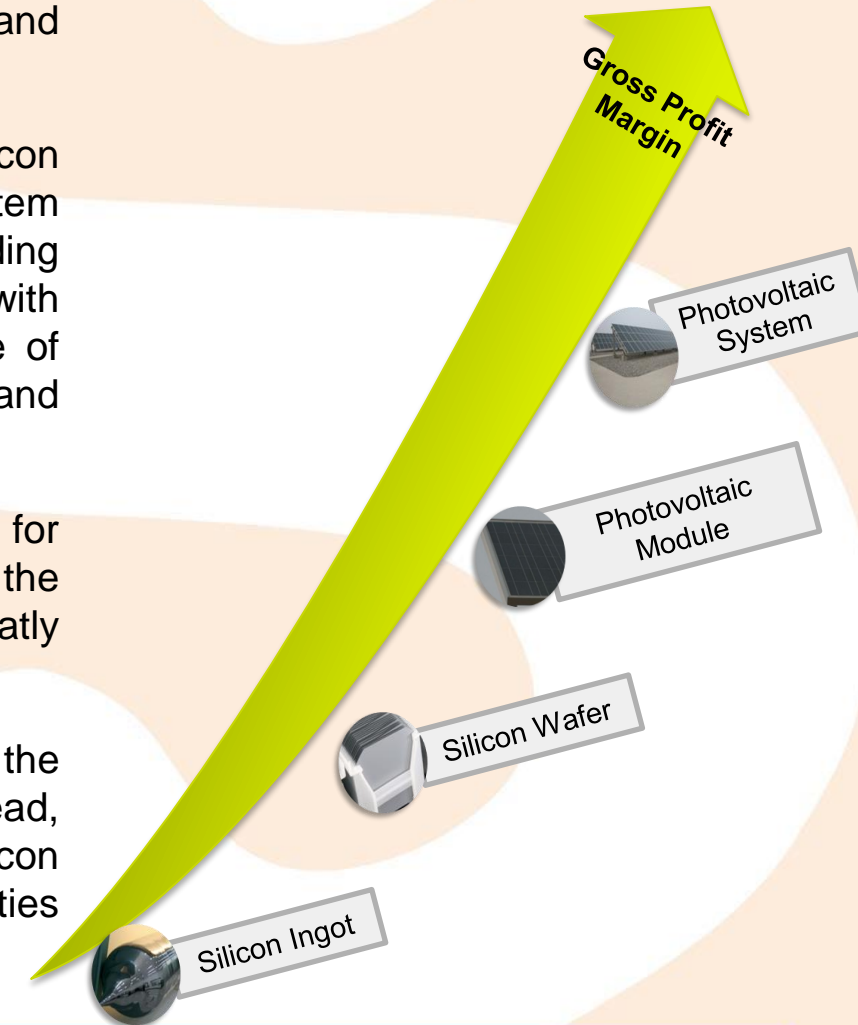 and
con
tem
ling
with
e of
and
for
the
atly
the
ead,
con
ties
Gross Profit
Margin
Photovoltaic
System
Photovoltaic
Module
Silicon Wafer
Silicon Ingot